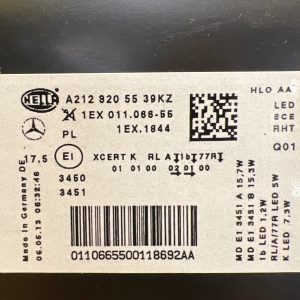 HELLA
A212 820 55 39KZ
1EX 011.066-55
1EX.1844
PL
17,5
E1
XCERT K RL A 1b 77R
01 01 00 02 01 00
3450
3451
HLO AA
LED
ECE
RHT
Q01
Made in Germany DE
06.05.13 06:32:46
MD E1 3451 A 15,7W
MD E1 3451 B 15,3W
1b LED 1,2W
RL/A/77R LED 5W
K LED 7,3W
0110665500118692AA